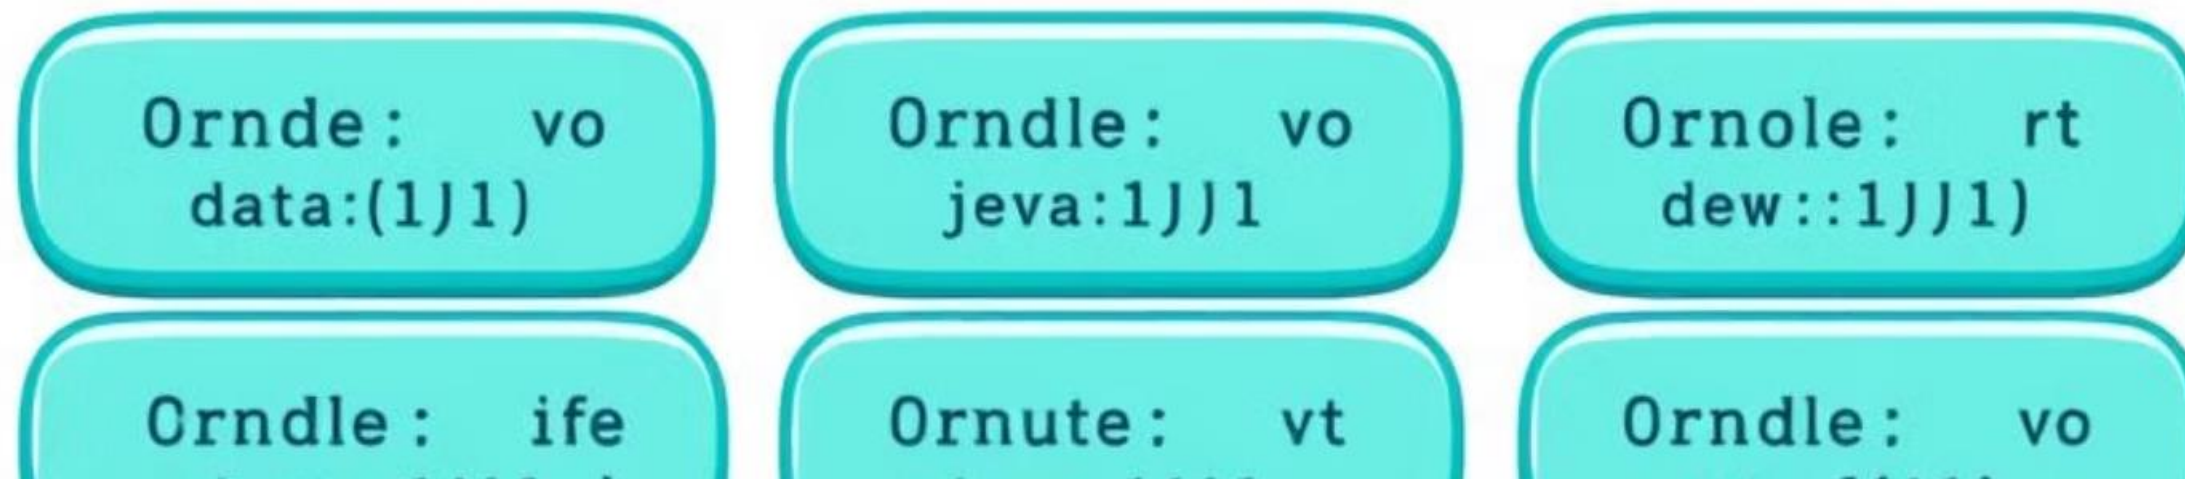 Ornde: vo
data:(1J1)
Orndle: vo
jeva:1JJ1
Ornole: rt
dew::1JJ1)
Orndle: ife
Ornute: vt
Orndle: vo